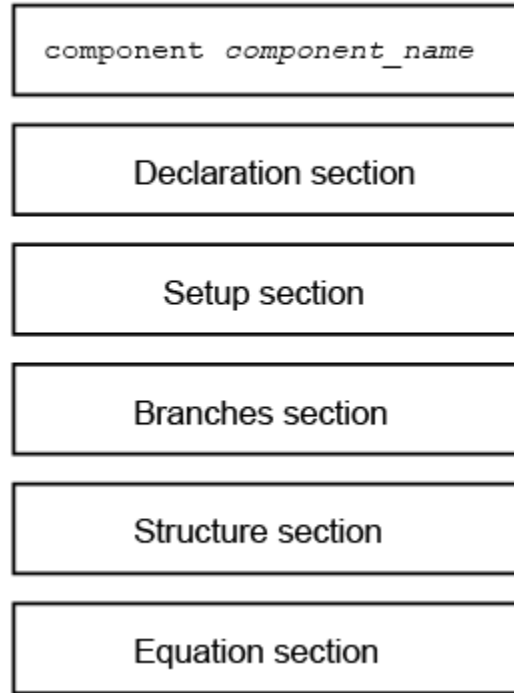 component component_name
Declaration section
Setup section
Branches section
Structure section
Equation section